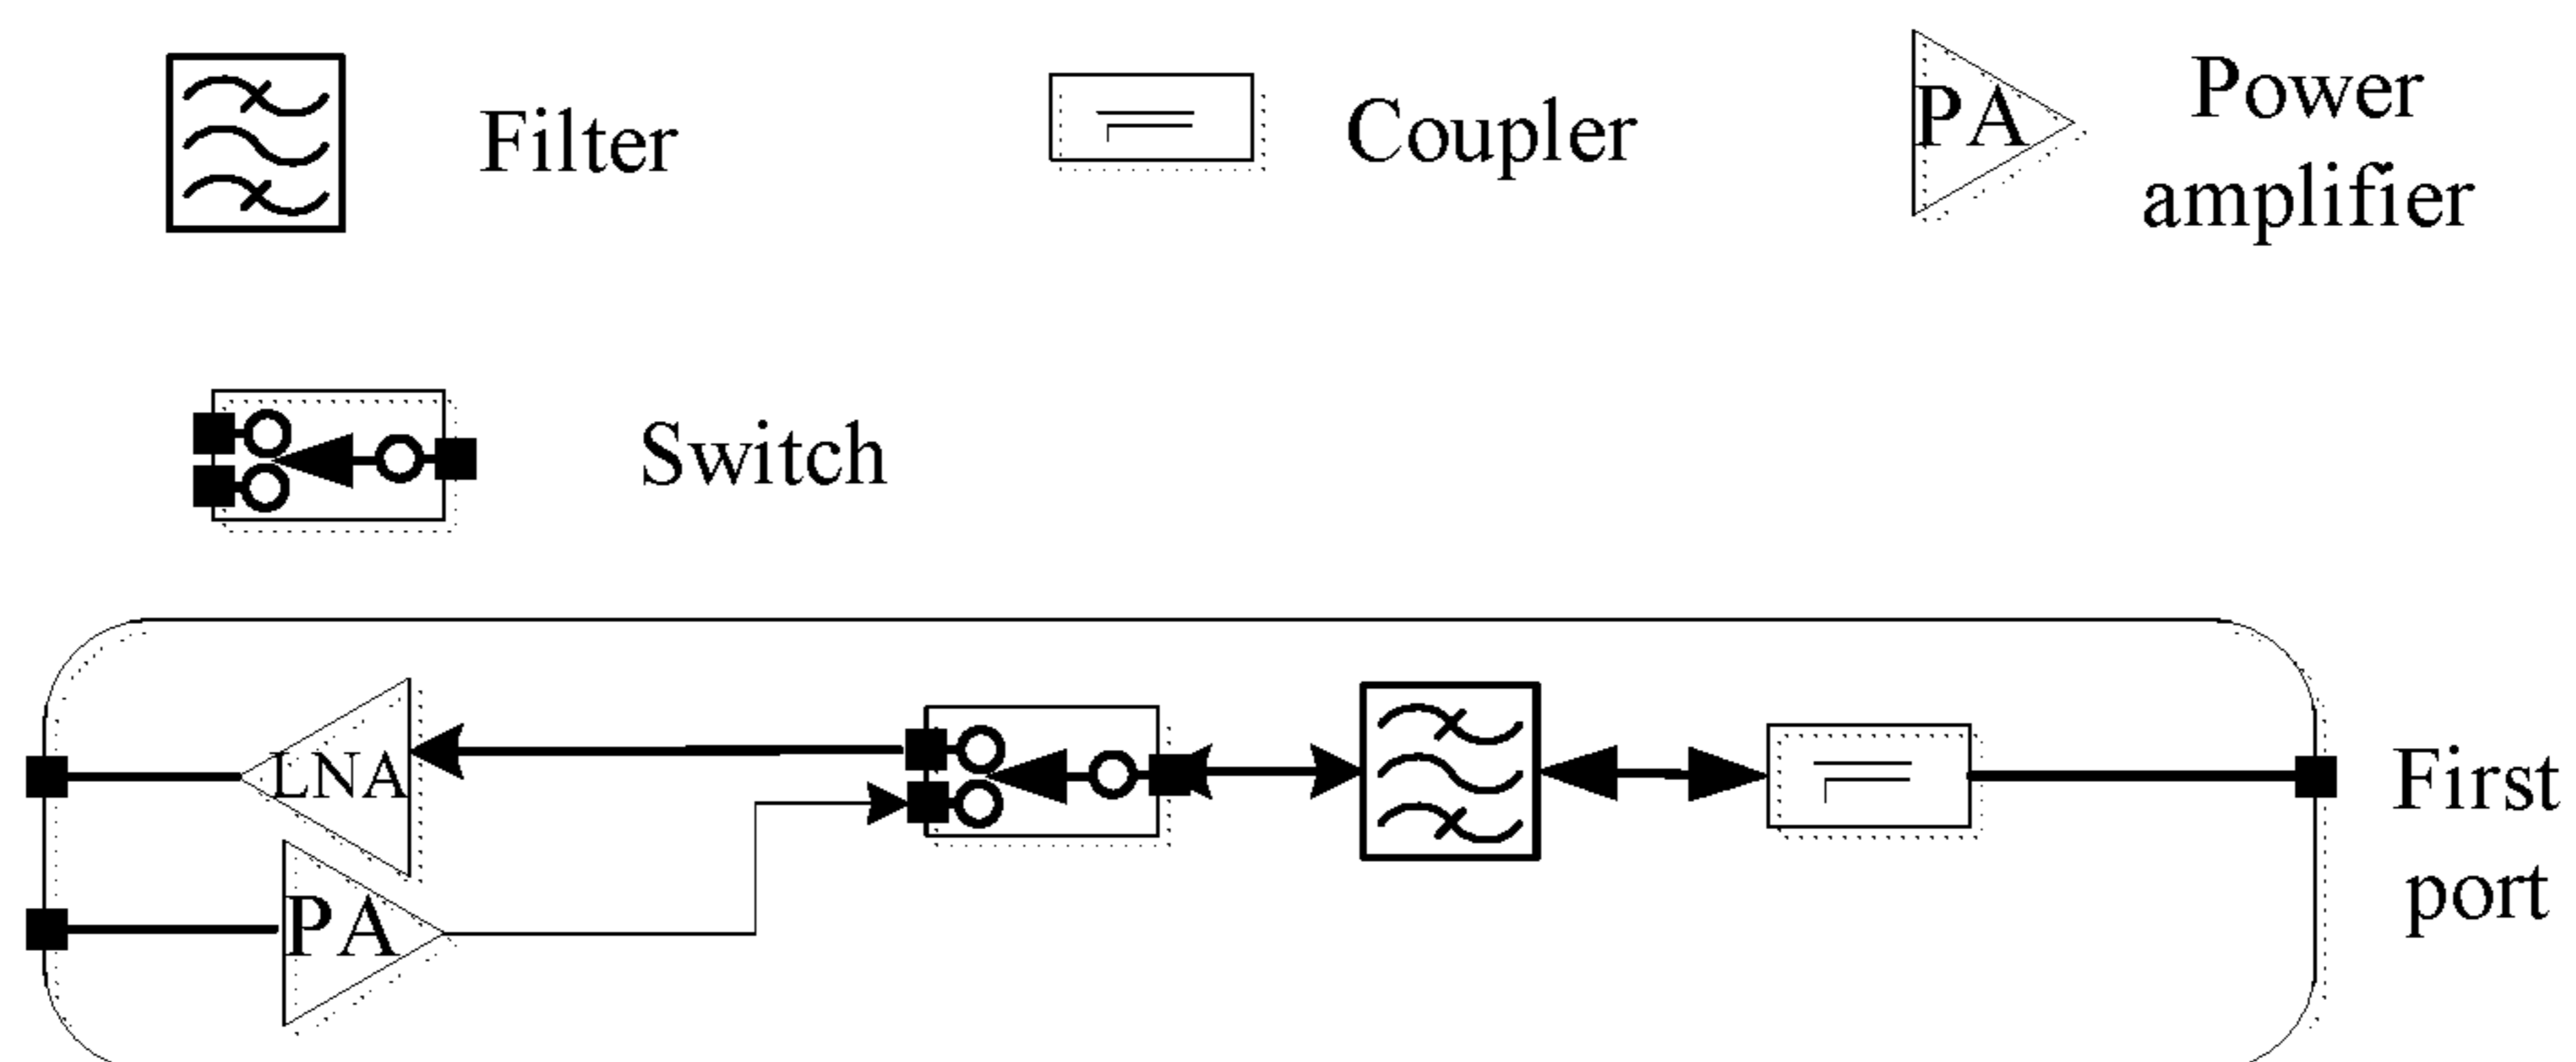 Filter
Coupler
PA
Power
amplifier
Switch
LNA
PA
First
port